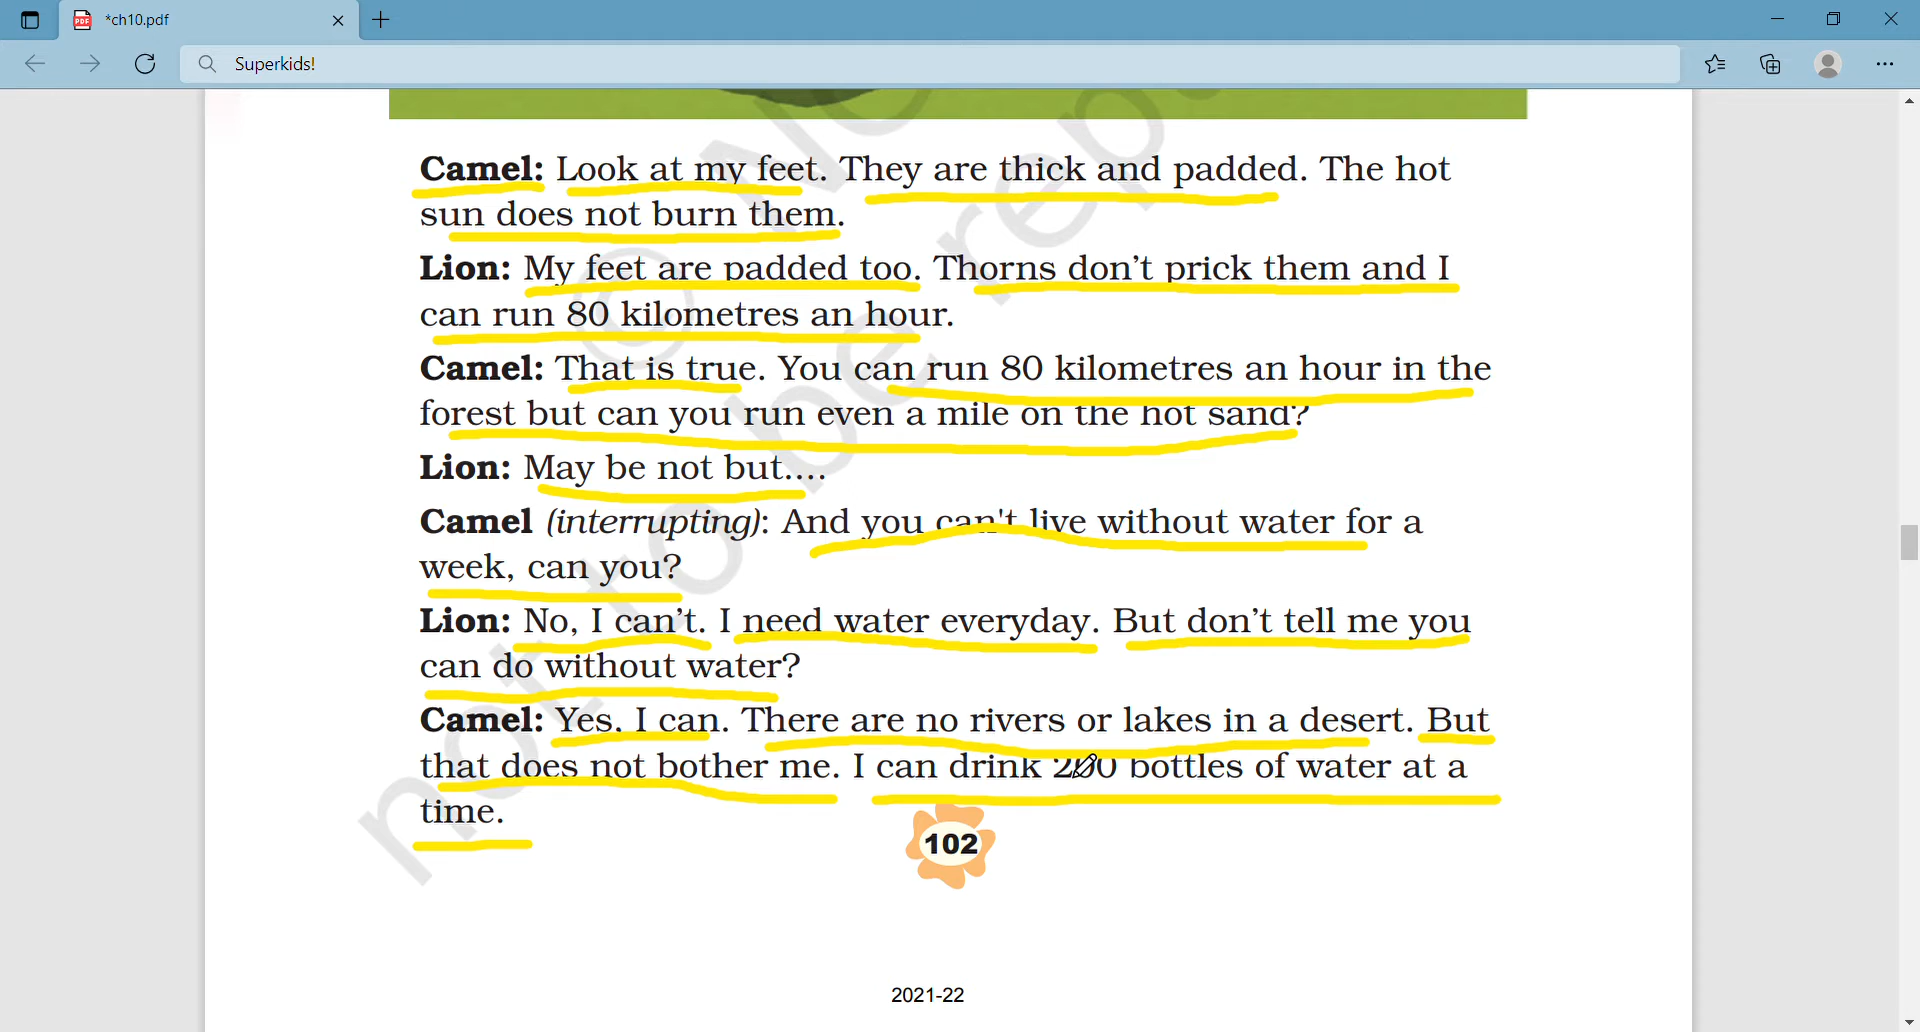 *ch10.pdf
Superkids!
Camel: Look at my feet. They are thick and padded. The hot
sun does not burn them.
Lion: My feet are padded too. Thorns don't prick them and I
can run 80 kilometres an hour.
Camel: That is true. You can run 80 kilometres an hour in the
forest but can you run even a mile on the hot sand?
Lion: May be not but....
Camel (interrupting): And you can't live without water for a
week, can you?
Lion: No, I can't. I need water everyday. But don't tell me you
can do without water?
Camel: Yes, I can. There are no rivers or lakes in a desert. But
that does not bother me. I can drink 200 bottles of water at a
time.
102
2021-22
not to be rep